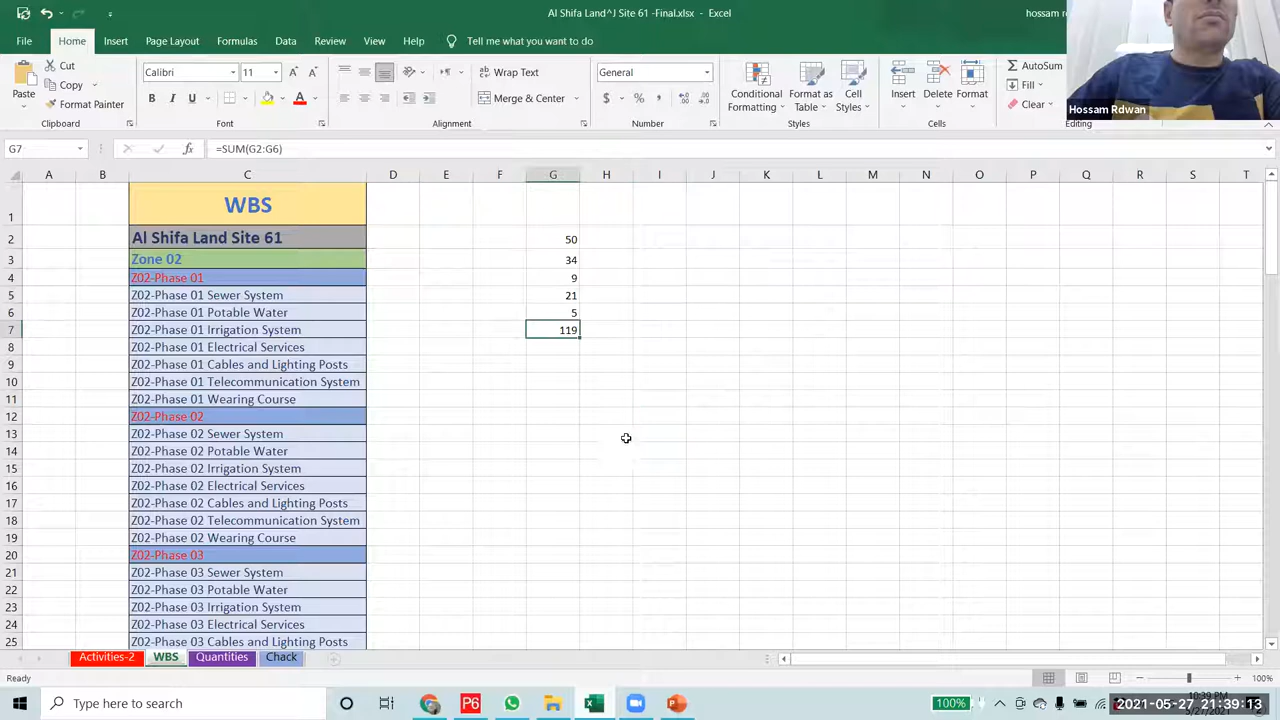 Al Shifa Land^J Site 61 -Final.xlsx - Excel
hossam r
File Home Insert Page Layout Formulas Data Review View Help Tell me what you want to do
Paste
Cut
Copy
Format Painter
Calibri 11
B I U
Wrap Text
Merge & Center
General
$ % ,
Conditional Formatting
Format as Table
Cell Styles
Insert Delete Format
AutoSum
Fill
Clear
Hossam Rdwan
Clipboard Font Alignment Number Styles Cells Editing
G7 fx =SUM(G2:G6)
A B C D E F G H I J K L M N O P Q R S T
1 WBS
2 Al Shifa Land Site 61 50
3 Zone 02 34
4 Z02-Phase 01 9
5 Z02-Phase 01 Sewer System 21
6 Z02-Phase 01 Potable Water 5
7 Z02-Phase 01 Irrigation System 119
8 Z02-Phase 01 Electrical Services
9 Z02-Phase 01 Cables and Lighting Posts
10 Z02-Phase 01 Telecommunication System
11 Z02-Phase 01 Wearing Course
12 Z02-Phase 02
13 Z02-Phase 02 Sewer System
14 Z02-Phase 02 Potable Water
15 Z02-Phase 02 Irrigation System
16 Z02-Phase 02 Electrical Services
17 Z02-Phase 02 Cables and Lighting Posts
18 Z02-Phase 02 Telecommunication System
19 Z02-Phase 02 Wearing Course
20 Z02-Phase 03
21 Z02-Phase 03 Sewer System
22 Z02-Phase 03 Potable Water
23 Z02-Phase 03 Irrigation System
24 Z02-Phase 03 Electrical Services
25 Z02-Phase 03 Cables and Lighting Posts
Activities-2 WBS Quantities Chack
Ready 100%
Type here to search
P6
100%
2021-05-27 21:39:13